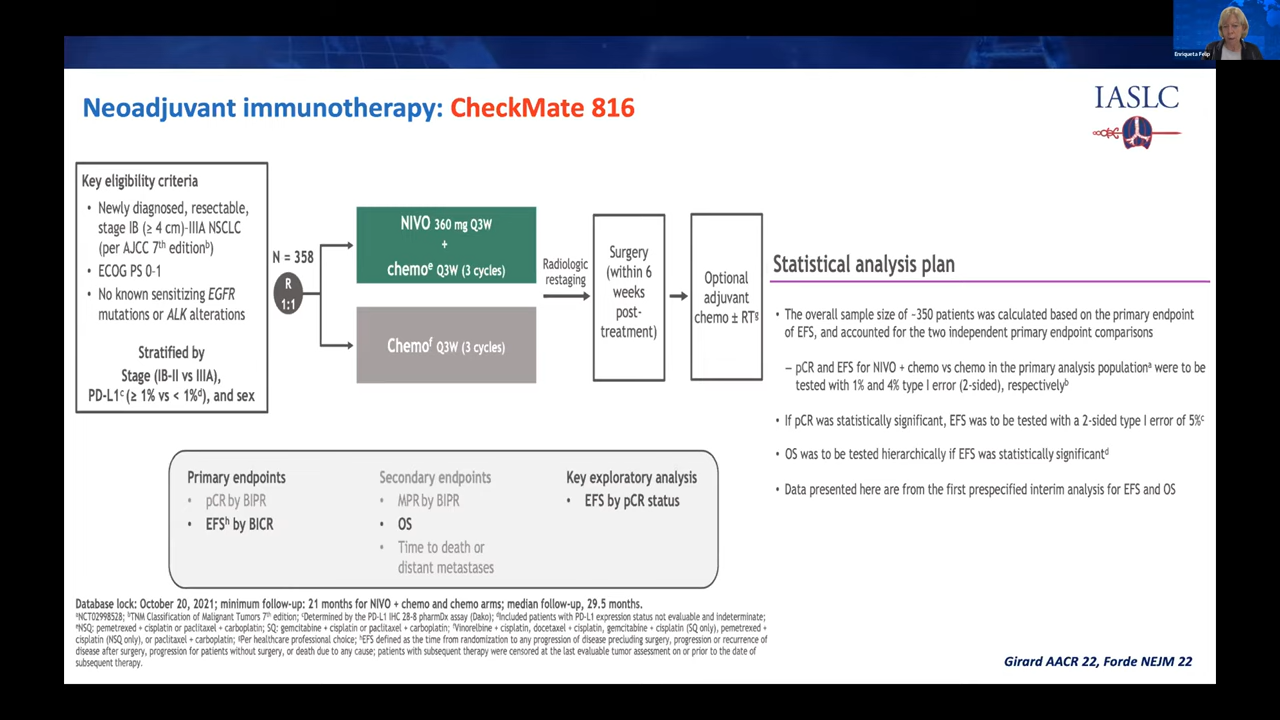 Enriqueta Felip
Neoadjuvant immunotherapy: CheckMate 816
IASLC
Key eligibility criteria
• Newly diagnosed, resectable,
stage IB (≥ 4 cm)-IIIA NSCLC
(per AJCC 7th editionb)
• ECOG PS 0-1
• No known sensitizing EGFR
mutations or ALK alterations
Stratified by
Stage (IB-II vs IIIA),
PD-L1c (≥ 1% vs < 1%d), and sex
N = 358
R
1:1
NIVO 360 mg Q3W
+
chemoe Q3W (3 cycles)
Chemof Q3W (3 cycles)
Radiologic
restaging
Surgery
(within 6
weeks
post-
treatment)
Optional
adjuvant
chemo ± RTg
Statistical analysis plan
• The overall sample size of ~350 patients was calculated based on the primary endpoint
of EFS, and accounted for the two independent primary endpoint comparisons
– pCR and EFS for NIVO + chemo vs chemo in the primary analysis populationa were to be
tested with 1% and 4% type I error (2-sided), respectivelyb
• If pCR was statistically significant, EFS was to be tested with a 2-sided type I error of 5%c
• OS was to be tested hierarchically if EFS was statistically significantd
• Data presented here are from the first prespecified interim analysis for EFS and OS
Primary endpoints
• pCR by BIPR
• EFSh by BICR
Secondary endpoints
• MPR by BIPR
• OS
• Time to death or
distant metastases
Key exploratory analysis
• EFS by pCR status
Database lock: October 20, 2021; minimum follow-up: 21 months for NIVO + chemo and chemo arms; median follow-up, 29.5 months.
aNCT02998528; bTNM Classification of Malignant Tumors 7th edition; cDetermined by the PD-L1 IHC 28-8 pharmDx assay (Dako); dIncluded patients with PD-L1 expression status not evaluable and indeterminate;
eNSQ: pemetrexed + cisplatin or paclitaxel + carboplatin; SQ: gemcitabine + cisplatin or paclitaxel + carboplatin; fVinorelbine + cisplatin, docetaxel + cisplatin, gemcitabine + cisplatin (SQ only), pemetrexed +
cisplatin (NSQ only), or paclitaxel + carboplatin; gPer healthcare professional choice; hEFS defined as the time from randomization to any progression of disease precluding surgery, progression or recurrence of
disease after surgery, progression for patients without surgery, or death due to any cause; patients with subsequent therapy were censored at the last evaluable tumor assessment on or prior to the date of
subsequent therapy.
Girard AACR 22, Forde NEJM 22